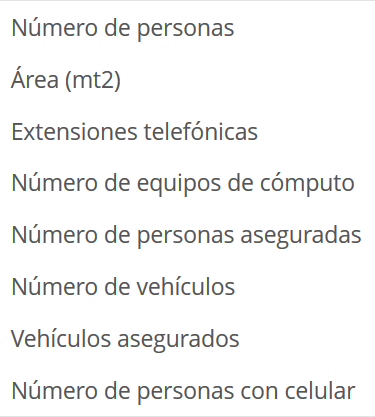 Número de personas
Área (mt2)
Extensiones telefónicas
Número de equipos de cómputo
Número de personas aseguradas
Número de vehículos
Vehículos asegurados
Número de personas con celular